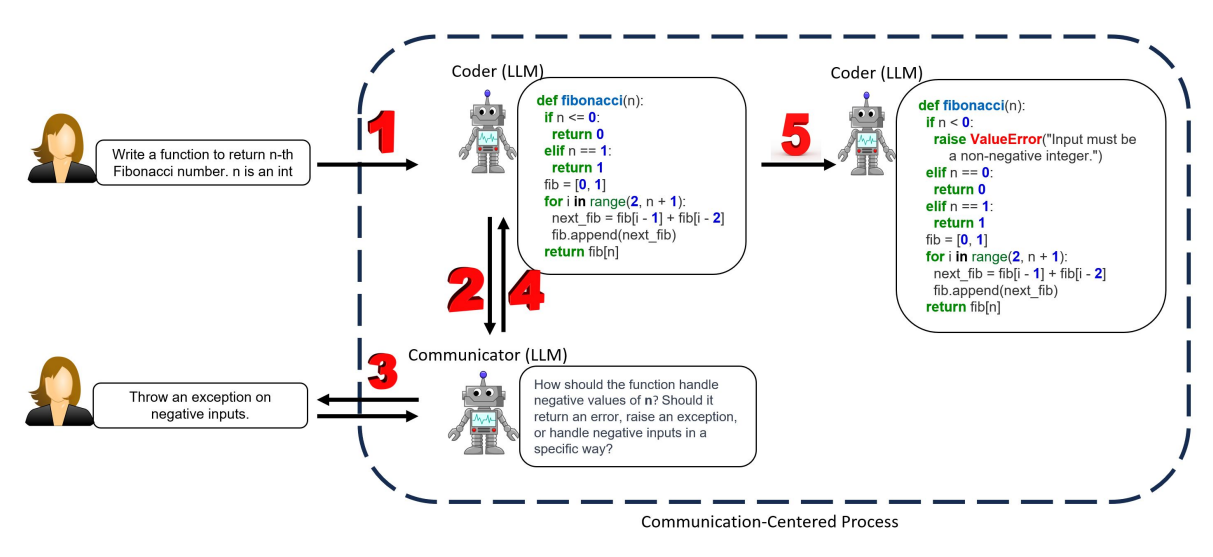 Coder (LLM)
Write a function to return n-th
Fibonacci number. n is an int
1
def fibonacci(n):
if n <= 0:
return 0
elif n == 1:
return 1
fib = [0, 1]
for i in range(2, n + 1):
next_fib = fib[i - 1] + fib[i - 2]
fib.append(next_fib)
return fib[n]
5
Coder (LLM)
def fibonacci(n):
if n < 0:
raise ValueError("Input must be
a non-negative integer.")
elif n == 0:
return 0
elif n == 1:
return 1
fib = [0, 1]
for i in range(2, n + 1):
next_fib = fib[i - 1] + fib[i - 2]
fib.append(next_fib)
return fib[n]
2
4
Communicator (LLM)
3
Throw an exception on
negative inputs.
How should the function handle
negative values of n? Should it
return an error, raise an exception,
or handle negative inputs in a
specific way?
Communication-Centered Process